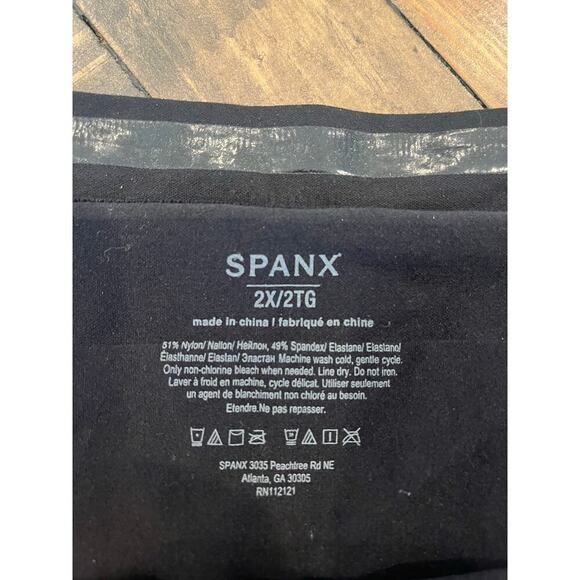 SPANX
2X/2TG
made in china / fabriqué en chine
51% Nylon/ Nailon/ Нейлон, 49% Spandex/ Elastane/ Elastano/
Élasthanne/ Elastan/ Эластан Machine wash cold, gentle cycle.
Only non-chlorine bleach when needed. Line dry. Do not iron.
Laver à froid en machine, cycle délicat. Utiliser seulement
un agent de blanchiment non chloré au besoin.
Etendre.Ne pas repasser.
SPANX 3035 Peachtree Rd NE
Atlanta, GA 30305
RN112121